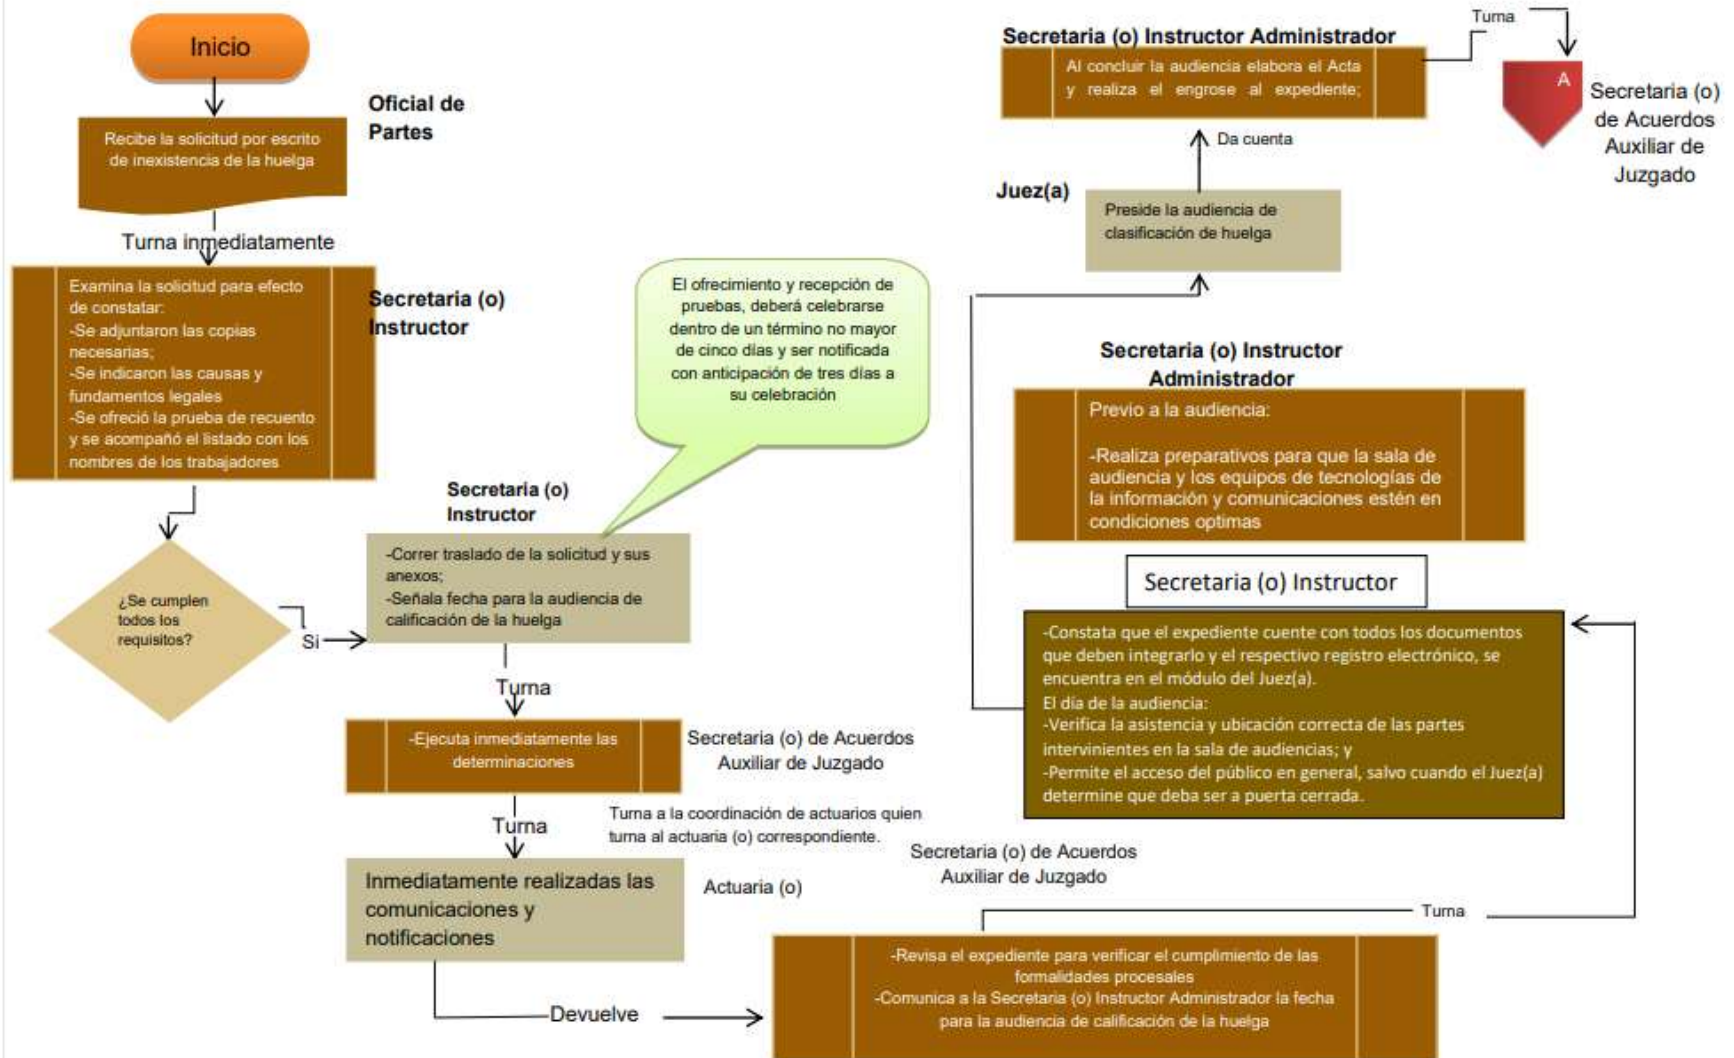 Inicio
Oficial de
Partes
Recibe la solicitud por escrito
de inexistencia de la huelga
Turna inmediatamente
Secretaria (o)
Instructor
Examina la solicitud para efecto
de constatar:
-Se adjuntaron las copias
necesarias;
-Se indicaron las causas y
fundamentos legales
-Se ofreció la prueba de recuento
y se acompañó el listado con los
nombres de los trabajadores
¿Se cumplen
todos los
requisitos?
Si
El ofrecimiento y recepción de
pruebas, deberá celebrarse
dentro de un término no mayor
de cinco días y ser notificada
con anticipación de tres días a
su celebración
Secretaria (o)
Instructor
-Correr traslado de la solicitud y sus
anexos;
-Señala fecha para la audiencia de
calificación de la huelga
Turna
-Ejecuta inmediatamente las
determinaciones
Secretaria (o) de Acuerdos
Auxiliar de Juzgado
Turna
Turna a la coordinación de actuarios quien
turna al actuaria (o) correspondiente.
Inmediatamente realizadas las
comunicaciones y
notificaciones
Actuaria (o)
Devuelve
Secretaria (o) de Acuerdos
Auxiliar de Juzgado
-Revisa el expediente para verificar el cumplimiento de las
formalidades procesales
-Comunica a la Secretaria (o) Instructor Administrador la fecha
para la audiencia de calificación de la huelga
Turna
Secretaria (o) Instructor
-Constata que el expediente cuente con todos los documentos
que deben integrarlo y el respectivo registro electrónico, se
encuentra en el módulo del Juez(a).
El día de la audiencia:
-Verifica la asistencia y ubicación correcta de las partes
intervinientes en la sala de audiencias; y
-Permite el acceso del público en general, salvo cuando el Juez(a)
determine que deba ser a puerta cerrada.
Secretaria (o) Instructor
Administrador
Previo a la audiencia:
-Realiza preparativos para que la sala de
audiencia y los equipos de tecnologías de
la información y comunicaciones estén en
condiciones optimas
Juez(a)
Preside la audiencia de
clasificación de huelga
Da cuenta
Secretaria (o) Instructor Administrador
Al concluir la audiencia elabora el Acta
y realiza el engrose al expediente;
Turna
A
Secretaria (o)
de Acuerdos
Auxiliar de
Juzgado